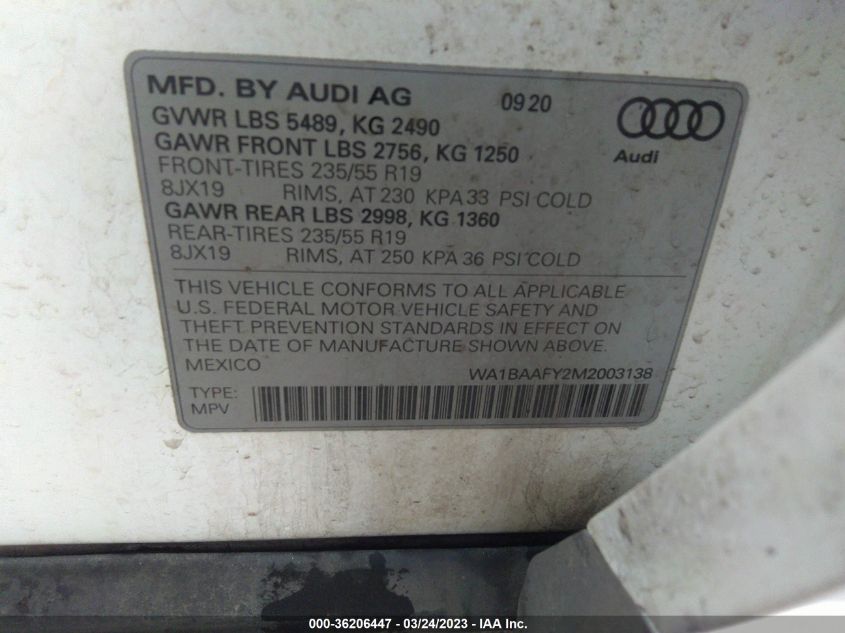 MFD. BY AUDI AG 0920
GVWR LBS 5489, KG 2490
GAWR FRONT LBS 2756, KG 1250
Audi
FRONT-TIRES 235/55 R19
8JX19 RIMS, AT 230 KPA 33 PSI COLD
GAWR REAR LBS 2998, KG 1360
REAR-TIRES 235/55 R19
8JX19 RIMS, AT 250 KPA 36 PSI COLD
THIS VEHICLE CONFORMS TO ALL APPLICABLE
U.S. FEDERAL MOTOR VEHICLE SAFETY AND
THEFT PREVENTION STANDARDS IN EFFECT ON
THE DATE OF MANUFACTURE SHOWN ABOVE.
MEXICO WA1BAAFY2M2003138
TYPE:
MPV
000-36206447 - 03/24/2023 - WA - IAAI Inc.